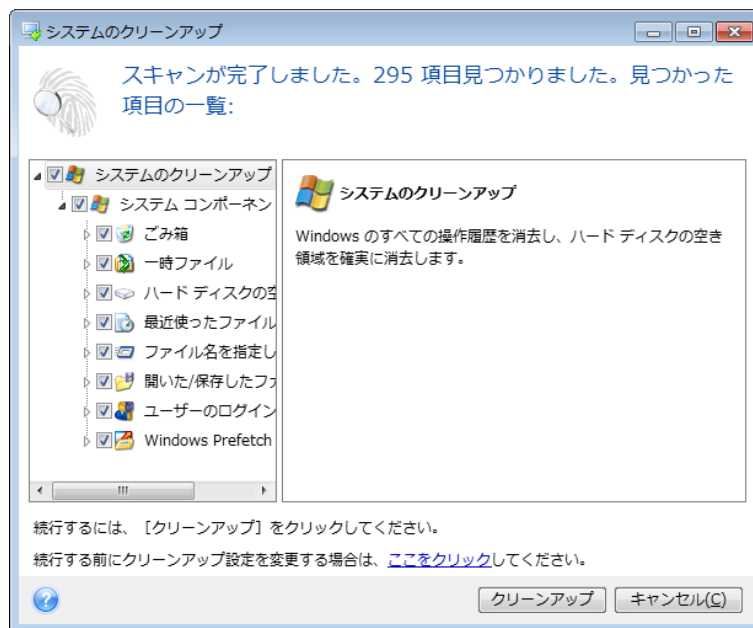 システムのクリーンアップ
スキャンが完了しました。295 項目見つかりました。見つかった
項目の一覧:
システムのクリーンアップ
システム コンポーネン
ごみ箱
一時ファイル
ハード ディスクの空
最近使ったファイル
ファイル名を指定し
開いた/保存したファ
ユーザーのログイン
Windows Prefetch
システムのクリーンアップ
Windows のすべての操作履歴を消去し、ハード ディスクの空き
領域を確実に消去します。
続行するには、［クリーンアップ］をクリックしてください。
続行する前にクリーンアップ設定を変更する場合は、ここをクリックしてください。
クリーンアップ
キャンセル(C)